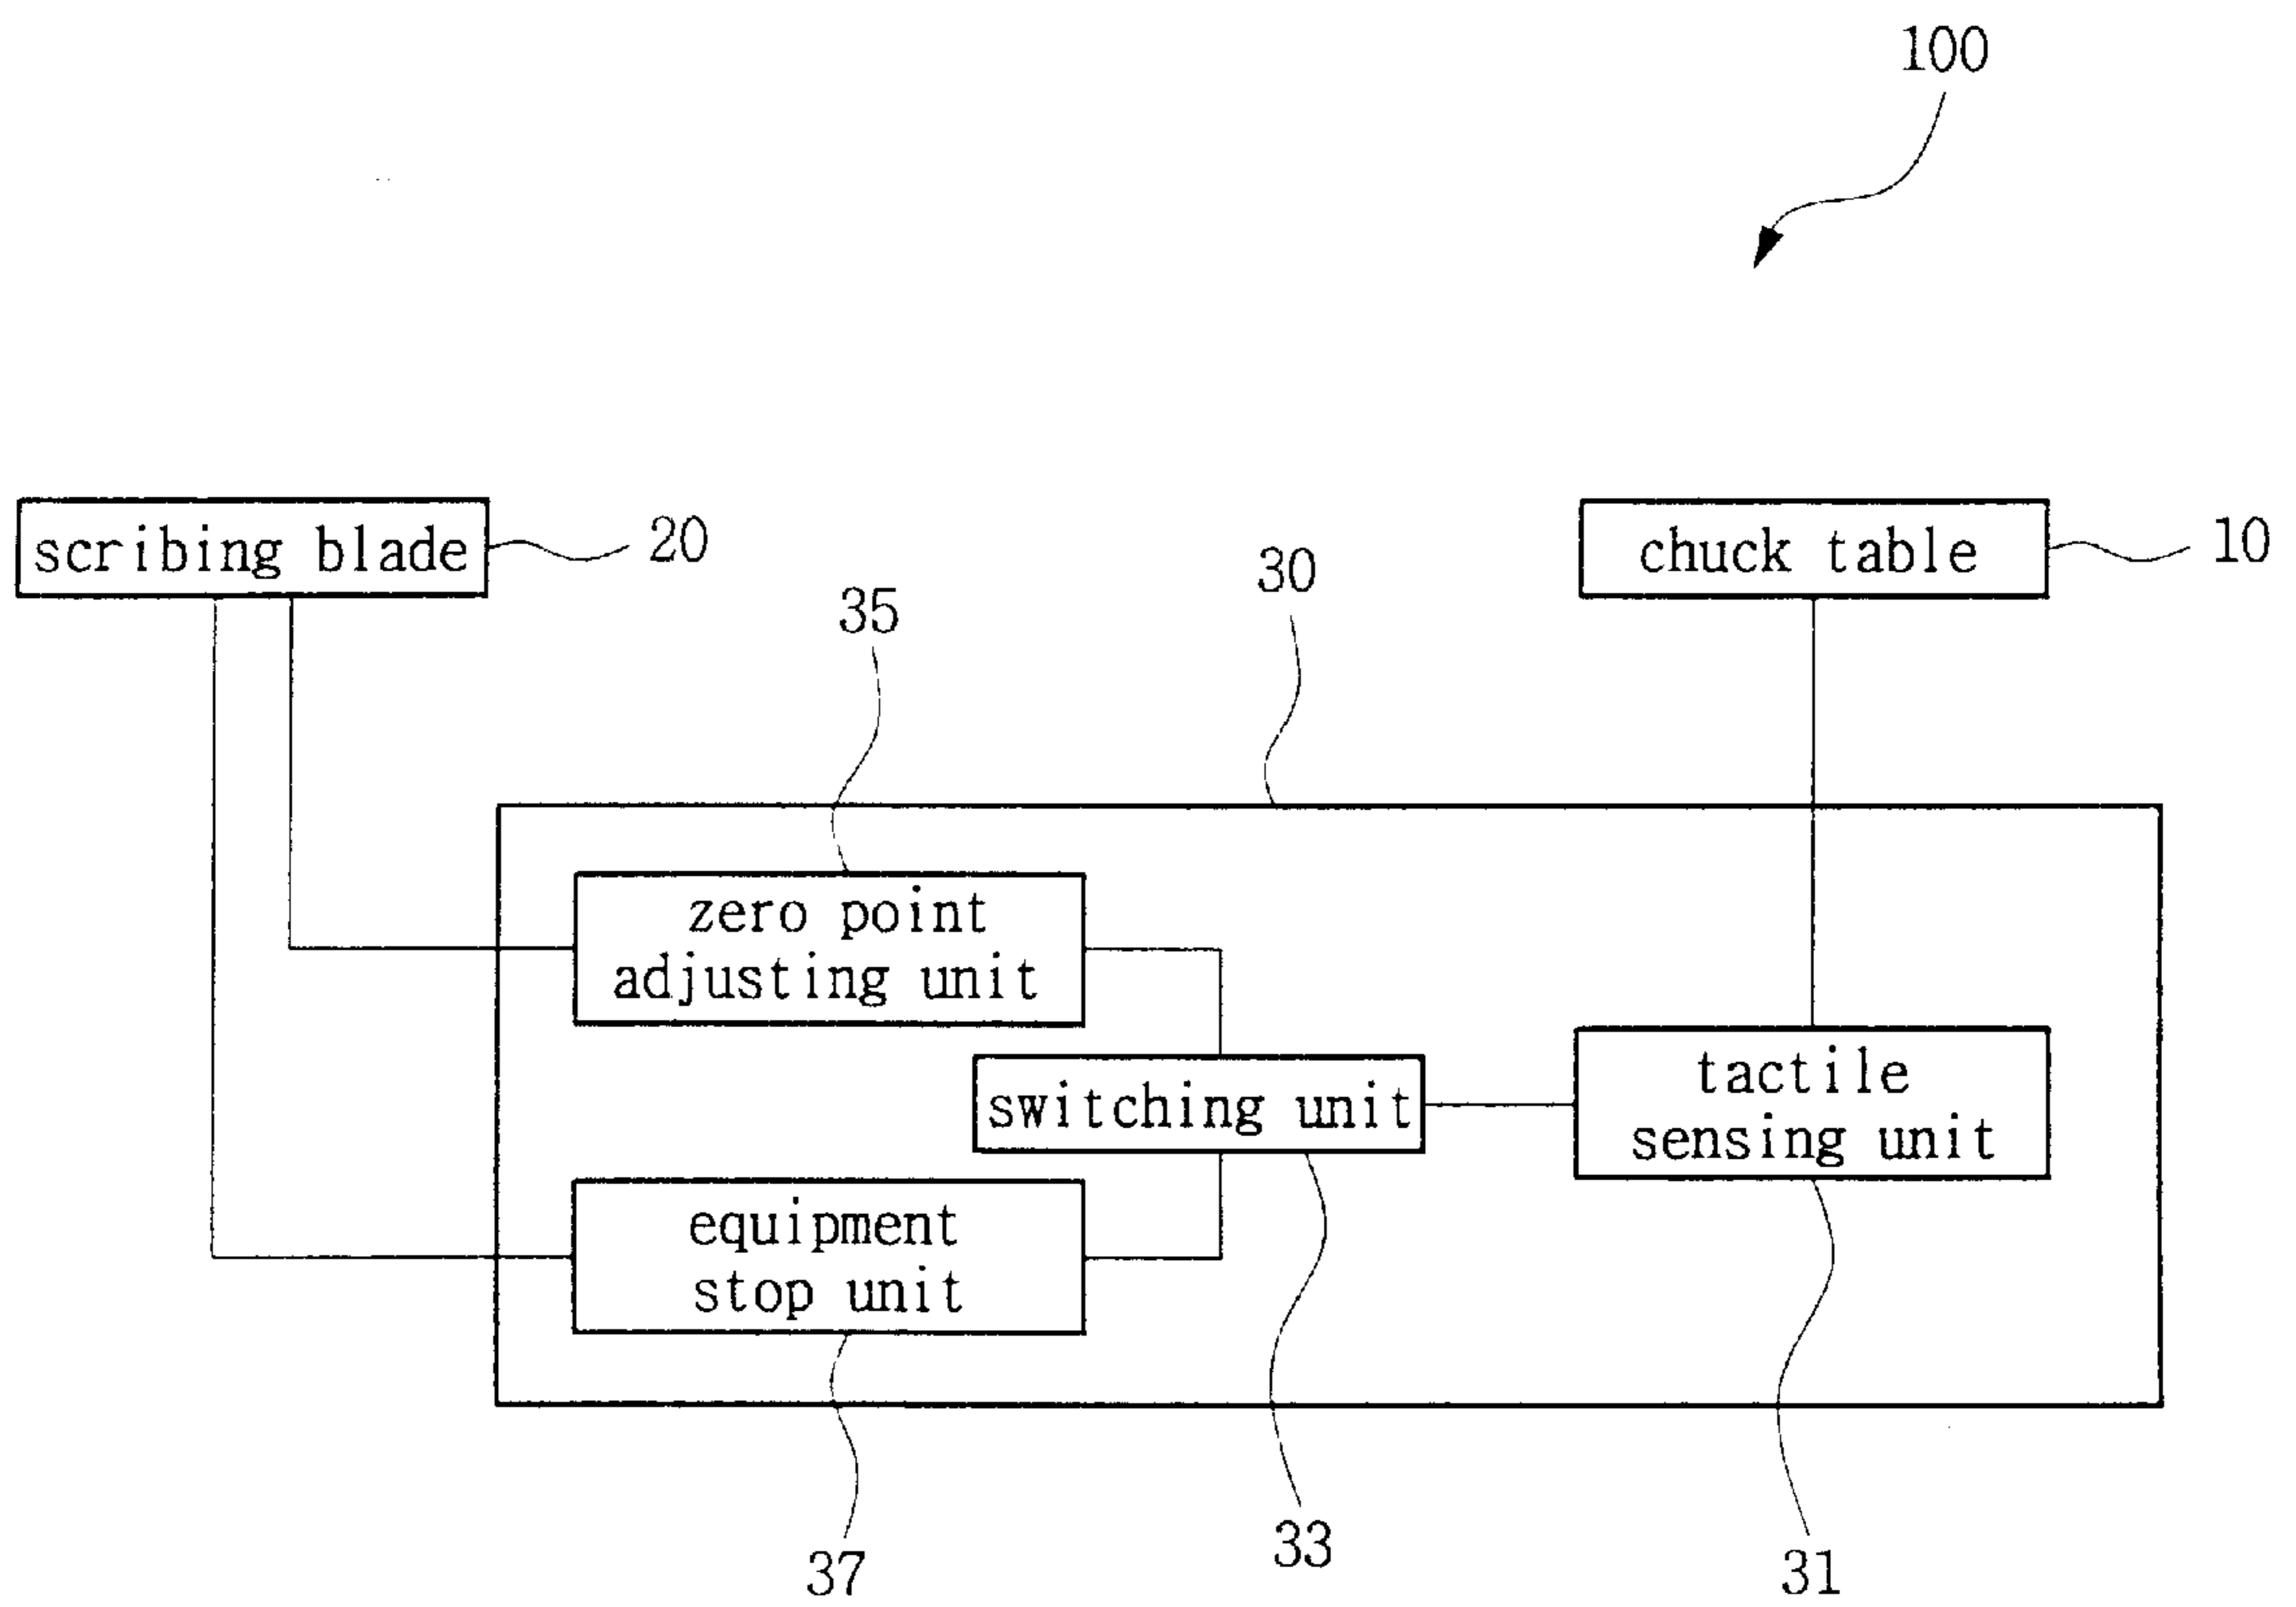 100
scribing blade
20
chuck table
10
30
35
zero point
adjusting unit
switching unit
tactile
sensing unit
equipment
stop unit
37
33
31